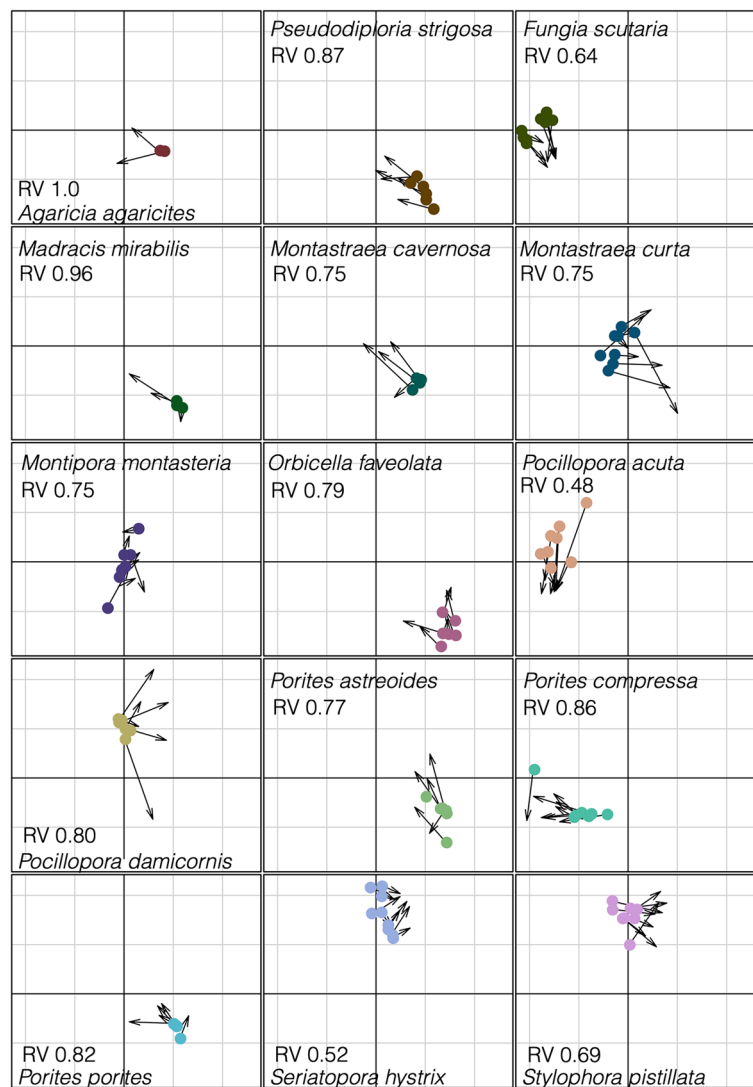 RV 1.0
Agaricia agaricites
Pseudodiploria strigosa
RV 0.87
Fungia scutaria
RV 0.64
Madracis mirabilis
RV 0.96
Montastraea cavernosa
RV 0.75
Montastraea curta
RV 0.75
Montipora montasteria
RV 0.75
Orbicella faveolata
RV 0.79
Pocillopora acuta
RV 0.48
RV 0.80
Pocillopora damicornis
Porites astreoides
RV 0.77
Porites compressa
RV 0.86
RV 0.82
Porites porites
RV 0.52
Seriatopora hystrix
RV 0.69
Stylophora pistillata